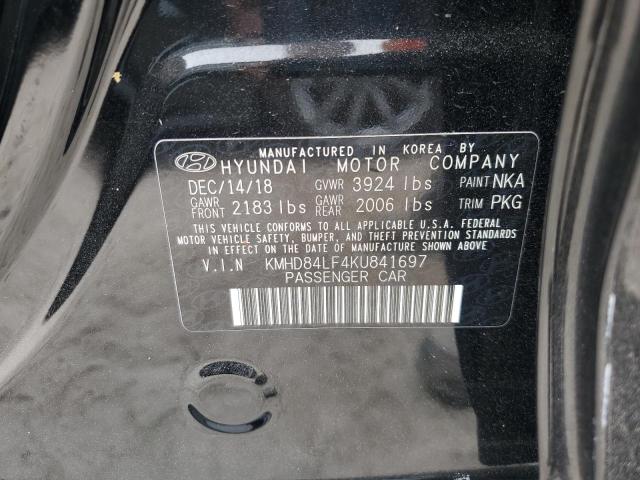 MANUFACTURED IN KOREA BY
HYUNDAI MOTOR COMPANY
DEC/14/18 GVWR 3924 lbs PAINT NKA
GAWR FRONT 2183 lbs GAWR REAR 2006 lbs TRIM PKG
THIS VEHICLE CONFORMS TO ALL APPLICABLE U.S.A. FEDERAL
MOTOR VEHICLE SAFETY, BUMPER, AND THEFT PREVENTION STANDARDS
IN EFFECT ON THE DATE OF MANUFACTURE SHOWN ABOVE.
V.I.N KMHD84LF4KU841697
PASSENGER CAR